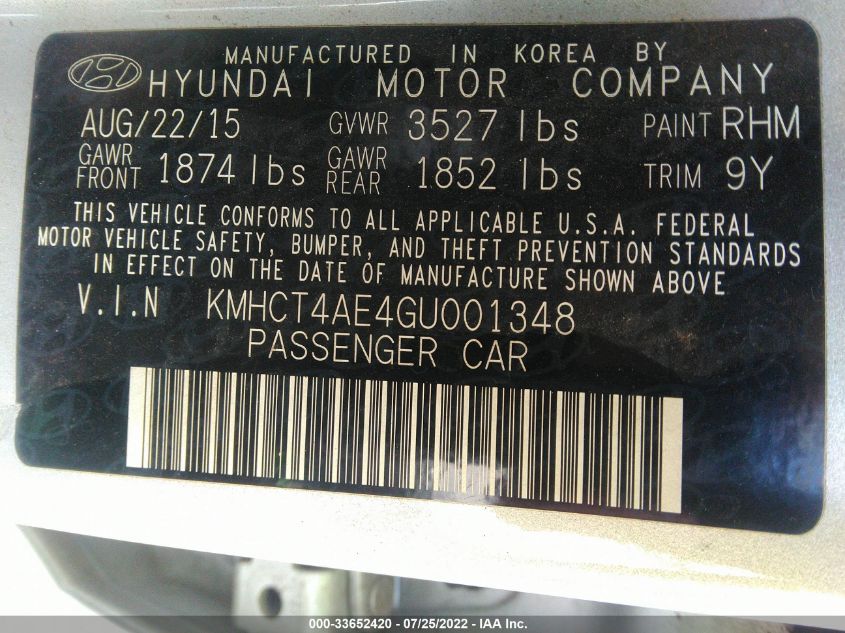 MANUFACTURED IN KOREA BY
HYUNDAI MOTOR COMPANY
AUG/22/15 GVWR 3527 lbs PAINT RHM
GAWR FRONT 1874 lbs GAWR REAR 1852 lbs TRIM 9Y
THIS VEHICLE CONFORMS TO ALL APPLICABLE U.S.A. FEDERAL
MOTOR VEHICLE SAFETY, BUMPER, AND THEFT PREVENTION STANDARDS
IN EFFECT ON THE DATE OF MANUFACTURE SHOWN ABOVE
V.I.N KMHCT4AE4GU001348
PASSENGER CAR
000-33652420 - 07/25/2022 - IAA Inc.